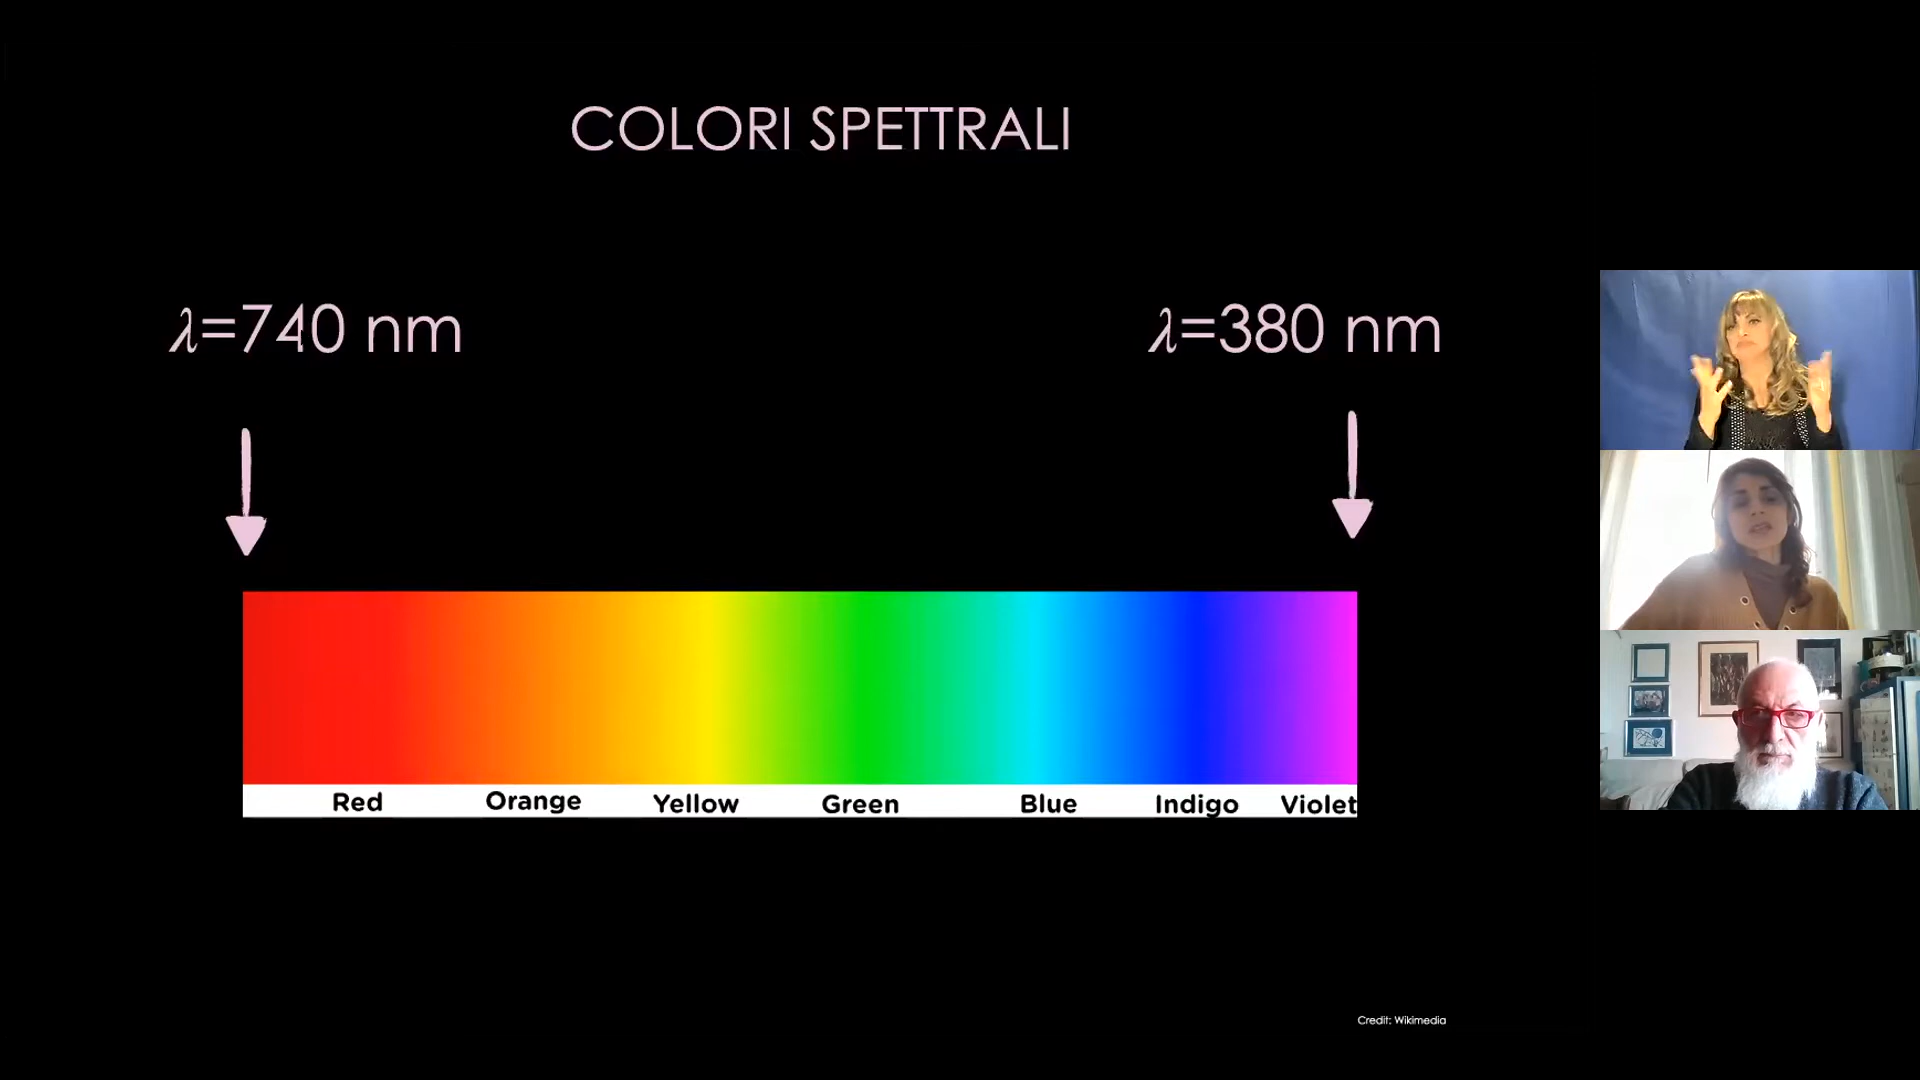 COLORI SPETTRALI
λ=740 nm
λ=380 nm
Red Orange Yellow Green Blue Indigo Violet
Credit: Wikimedia